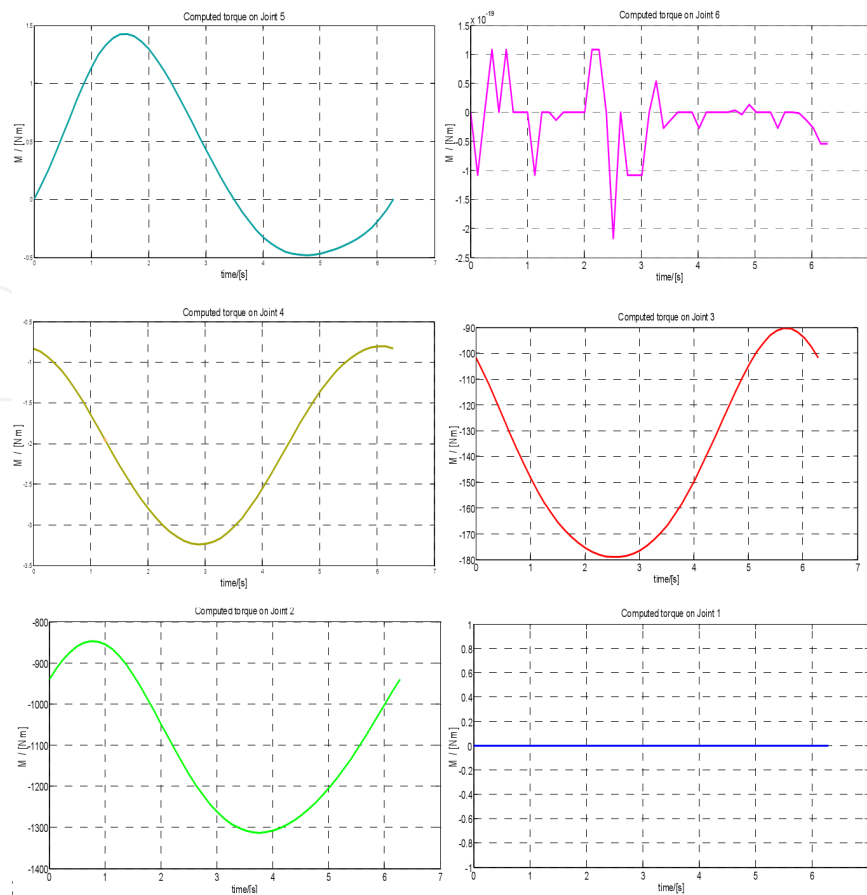 Computed torque on Joint 5
1.5
1
0.5
0
-0.5
M / [Nm]
0 1 2 3 4 5 6 7
time/[s]
Computed torque on Joint 6
x 10⁻¹⁹
1.5
1
0.5
0
-0.5
-1
-1.5
-2
-2.5
M / [Nm]
0 1 2 3 4 5 6
time/[s]
Computed torque on Joint 4
-0.5
-1
-1.5
-2
-2.5
-3
-3.5
M / [Nm]
0 1 2 3 4 5 6 7
time/[s]
Computed torque on Joint 3
-90
-100
-110
-120
-130
-140
-150
-160
-170
-180
M / [Nm]
0 1 2 3 4 5 6 7
time/[s]
Computed torque on Joint 2
-800
-900
-1000
-1100
-1200
-1300
-1400
M / [Nm]
0 1 2 3 4 5 6 7
time/[s]
Computed torque on Joint 1
1
0.8
0.6
0.4
0.2
0
-0.2
-0.4
-0.6
-0.8
-1
M / [Nm]
0 1 2 3 4 5 6
time/[s]